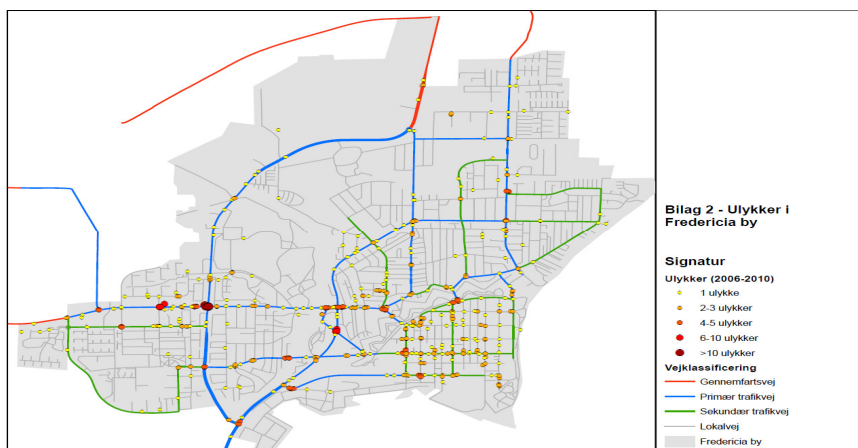 Bilag 2 - Ulykker i
Fredericia by
Signatur
Ulykker (2006-2010)
1 ulykke
2-3 ulykker
4-5 ulykker
6-10 ulykker
>10 ulykker
Vejklassificering
Gennemfartsvej
Primær trafikvej
Sekundær trafikvej
Lokalvej
Fredericia by